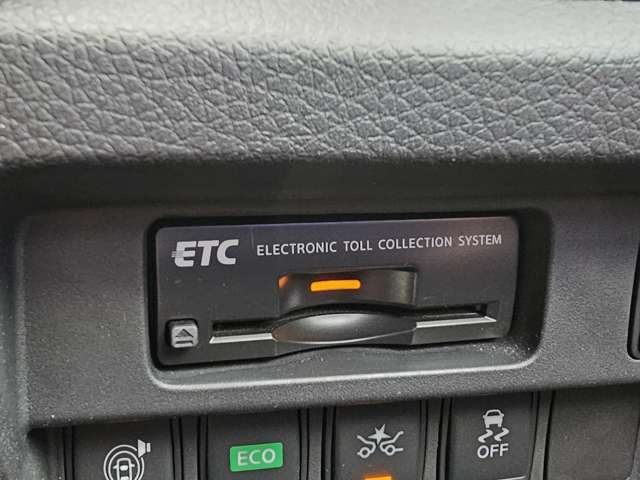 ETC ELECTRONIC TOLL COLLECTION SYSTEM
ECO
OFF